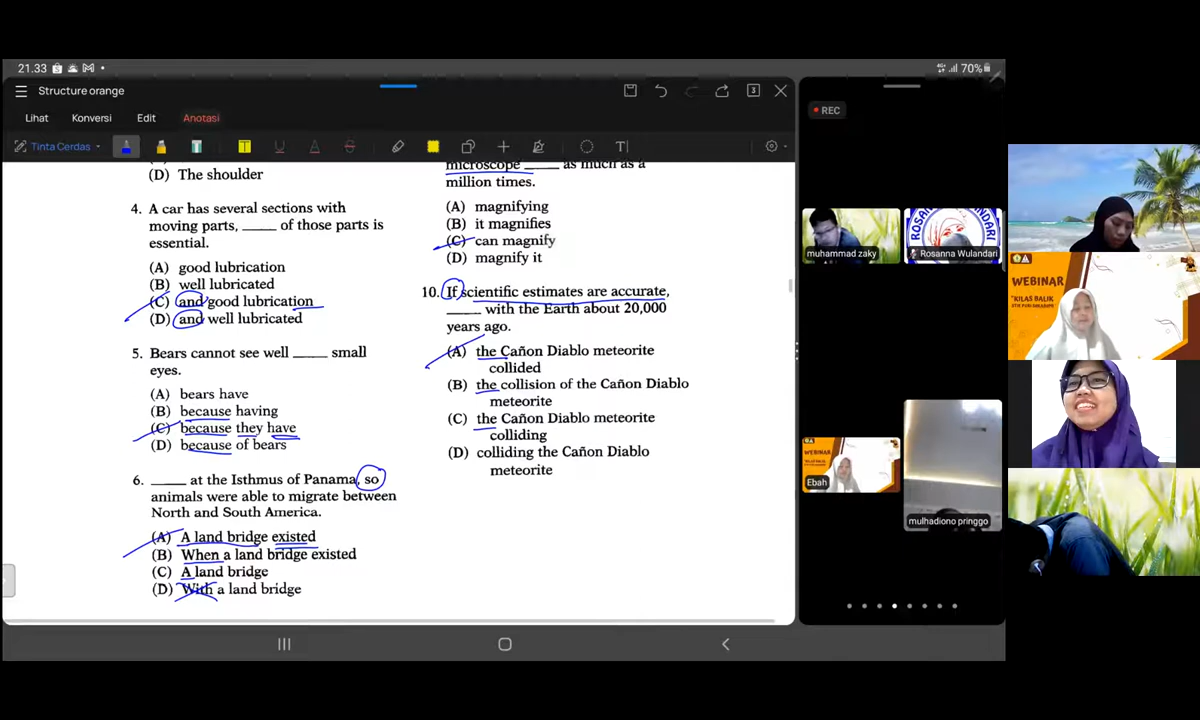 21.33
70%
Structure orange
3
Lihat Konversi Edit Anotasi
Tinta Cerdas
(D) The shoulder
4. A car has several sections with
moving parts, _____ of those parts is
essential.
(A) good lubrication
(B) well lubricated
(C) and good lubrication
(D) and well lubricated
5. Bears cannot see well _____ small
eyes.
(A) bears have
(B) because having
(C) because they have
(D) because of bears
6. _____ at the Isthmus of Panama, so
animals were able to migrate between
North and South America.
(A) A land bridge existed
(B) When a land bridge existed
(C) A land bridge
(D) With a land bridge
microscope _____ as much as a
million times.
(A) magnifying
(B) it magnifies
(C) can magnify
(D) magnify it
10. If scientific estimates are accurate,
_____ with the Earth about 20,000
years ago.
(A) the Cañon Diablo meteorite
collided
(B) the collision of the Cañon Diablo
meteorite
(C) the Cañon Diablo meteorite
colliding
(D) colliding the Cañon Diablo
meteorite
REC
muhammad zaky
Rosanna Wulandari
WEBINAR
Ebah
mulhadiono pringgo
WEBINAR
"KILAS BALIK